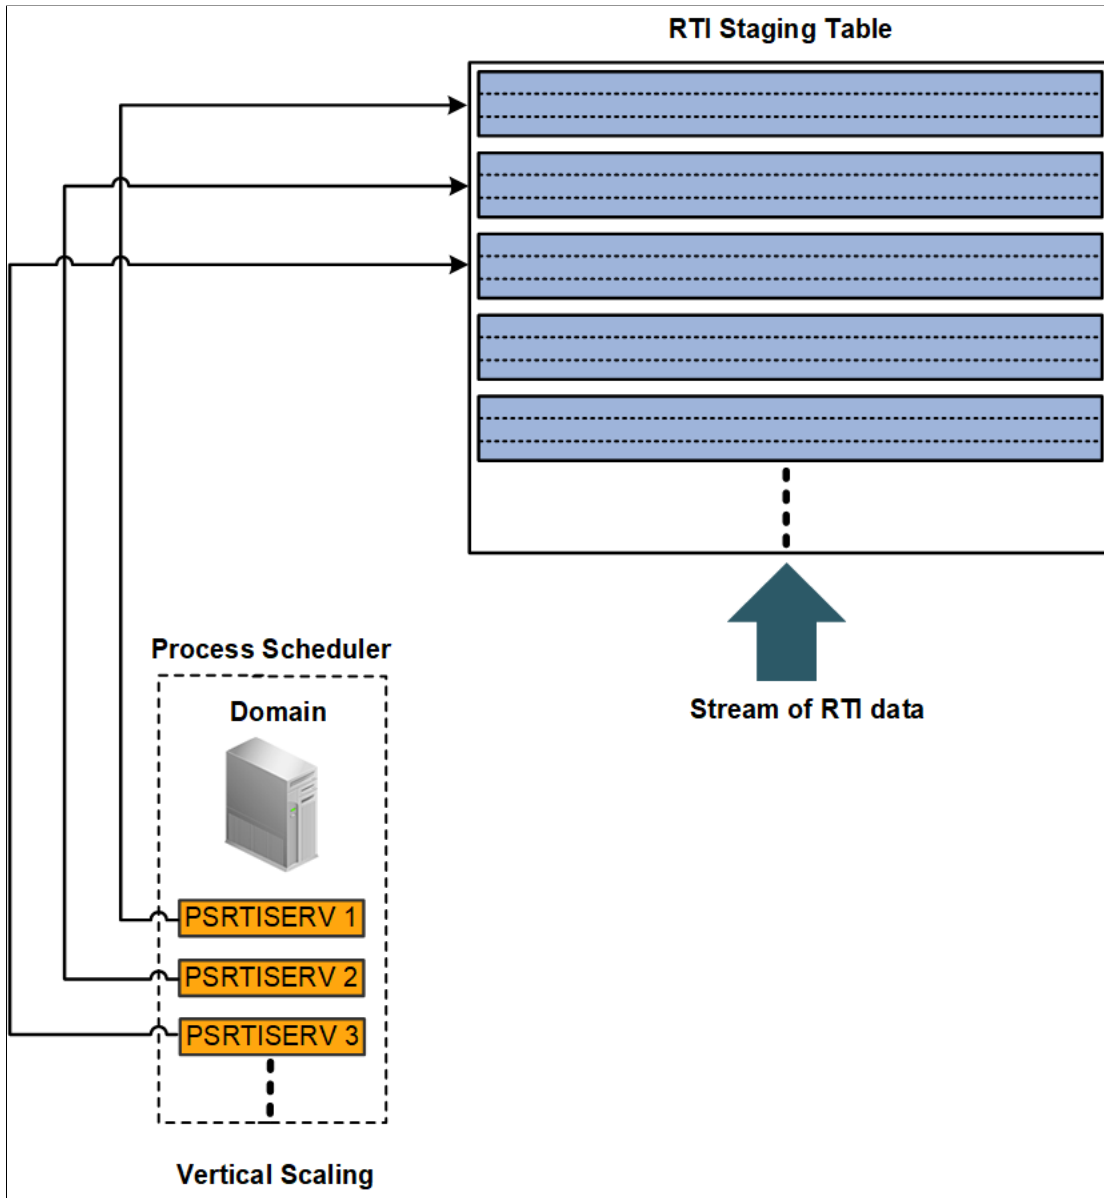 RTI Staging Table
Stream of RTI data
Process Scheduler
Domain
PSRTISERV 1
PSRTISERV 2
PSRTISERV 3
Vertical Scaling